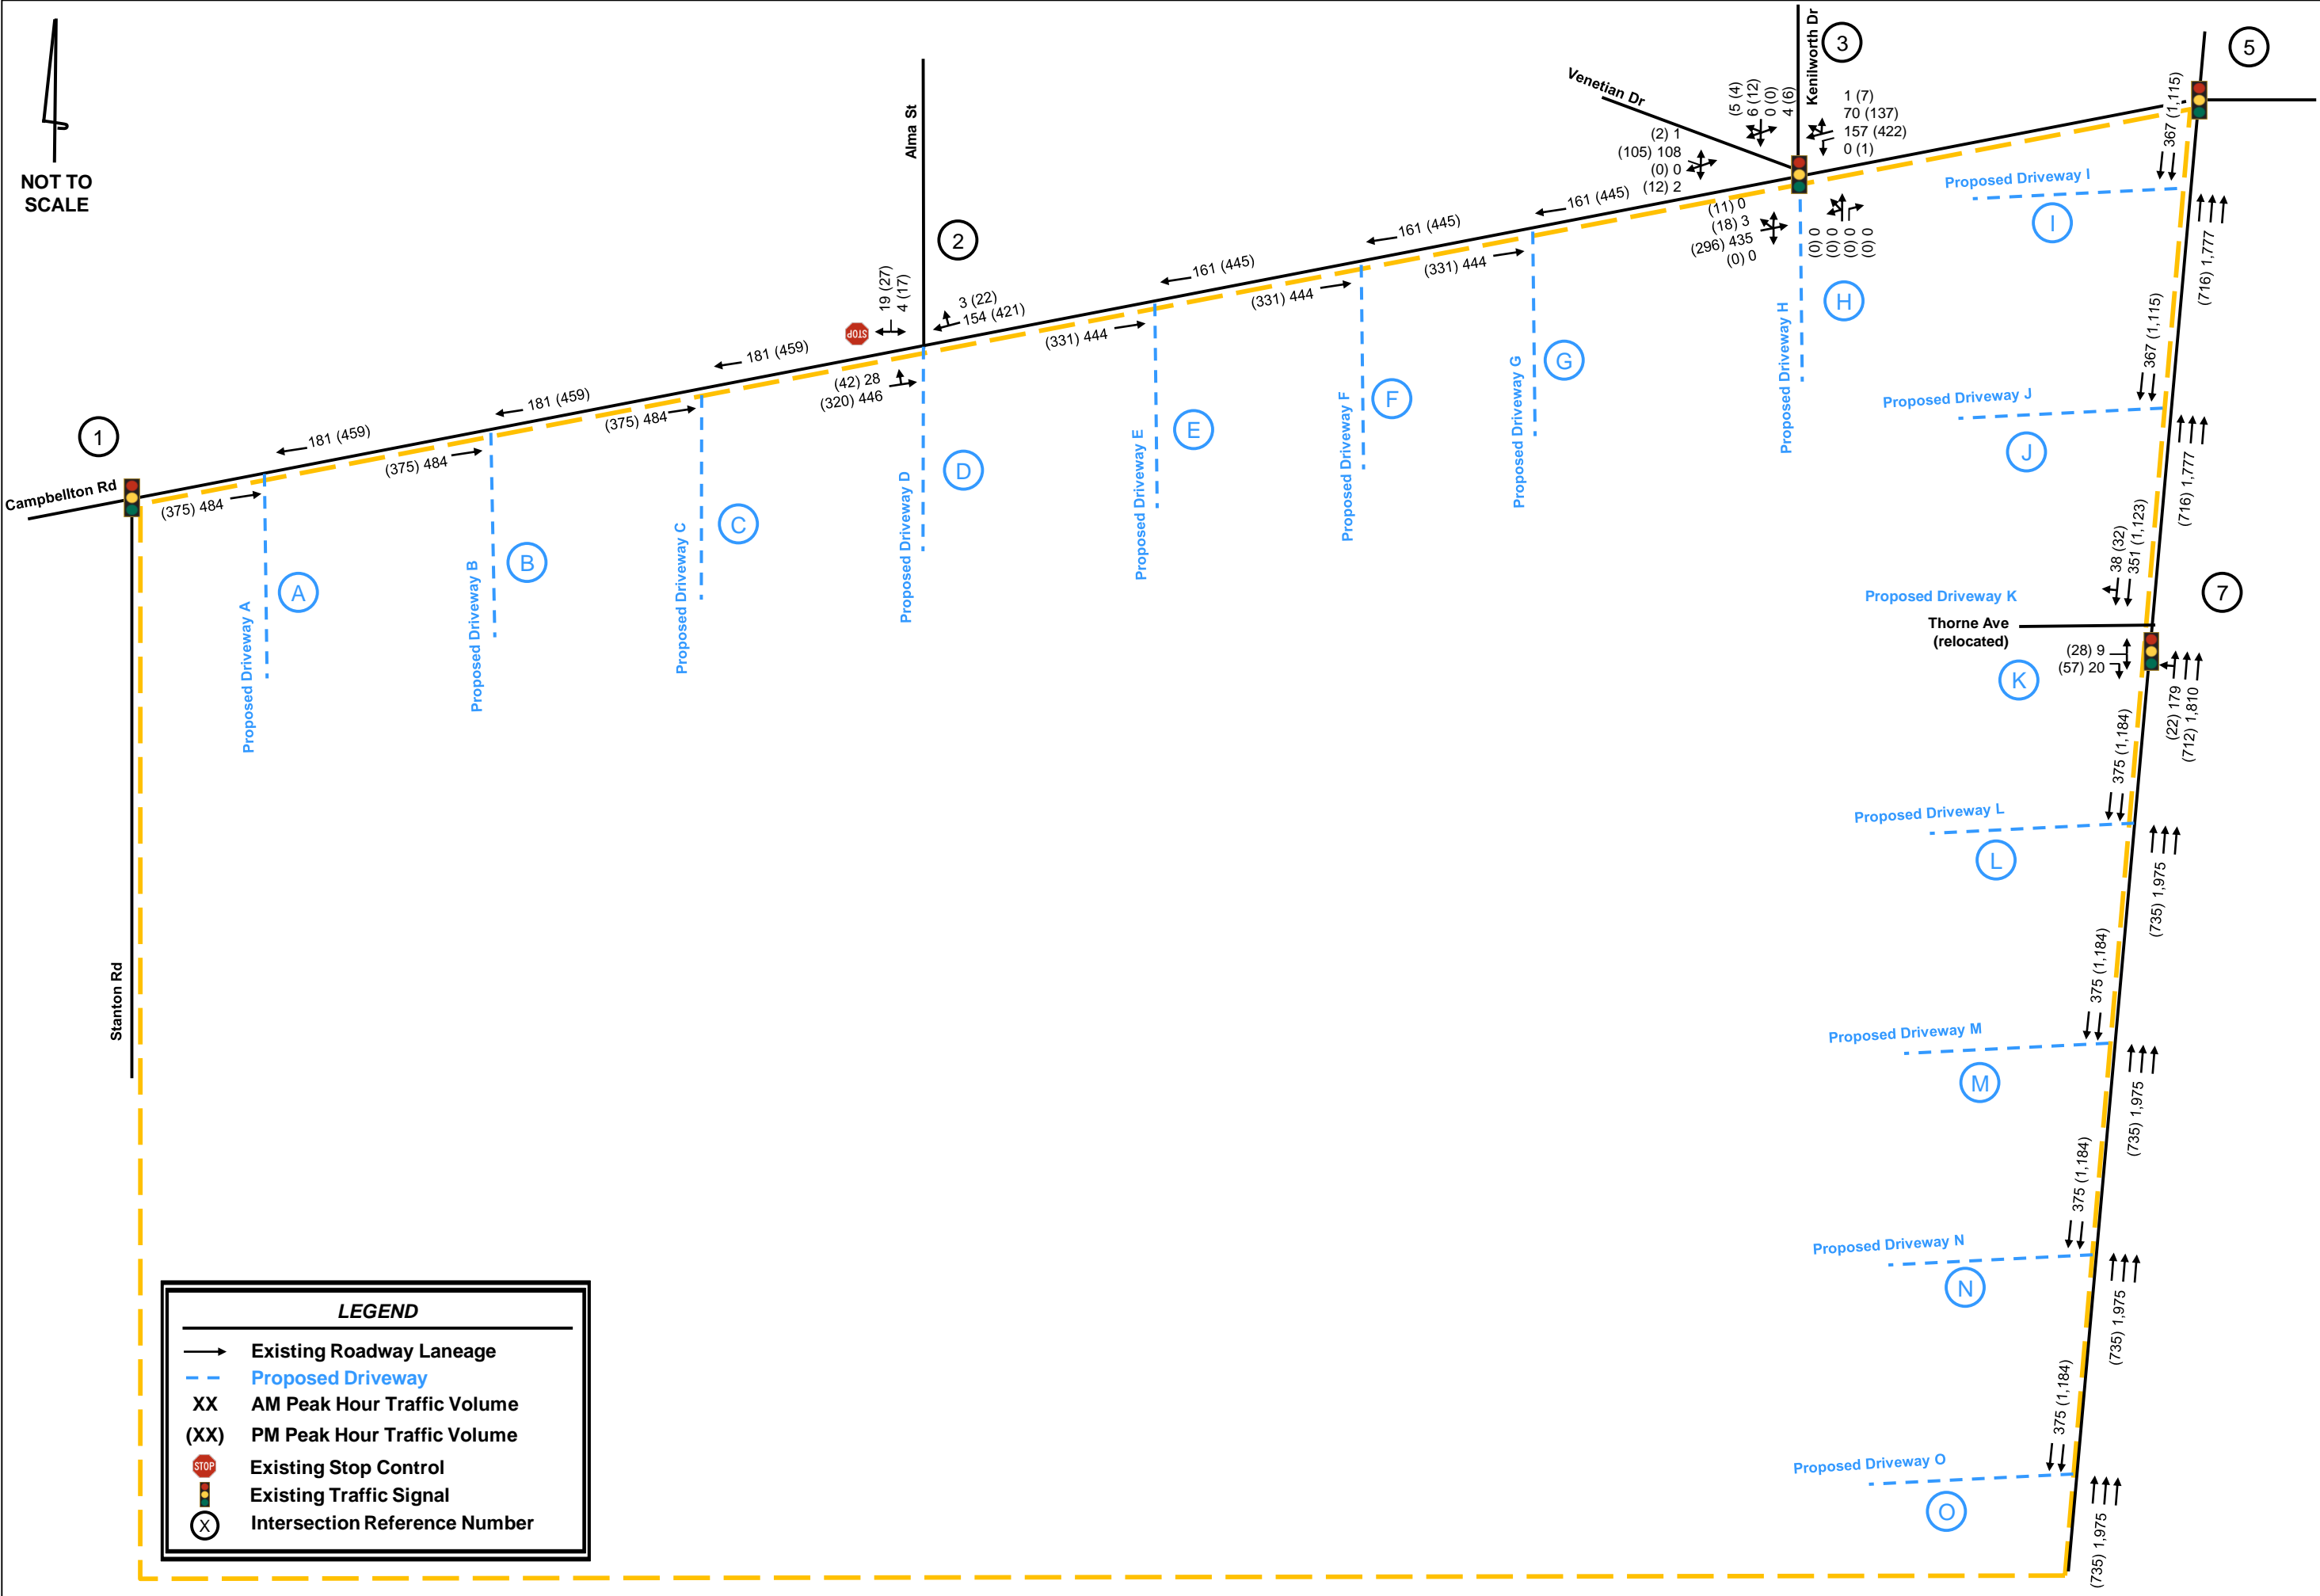 NOT TO
SCALE
Campbellton Rd
Stanton Rd
Alma St
Venetian Dr
Kenilworth Dr
1
2
3
5
7
(375) 484
181 (459)
Proposed Driveway A
A
(375) 484
181 (459)
Proposed Driveway B
B
(375) 484
181 (459)
Proposed Driveway C
C
STOP
19 (27)
4 (17)
3 (22)
154 (421)
(42) 28
(320) 446
Proposed Driveway D
D
(331) 444
161 (445)
Proposed Driveway E
E
(331) 444
161 (445)
Proposed Driveway F
F
(331) 444
161 (445)
Proposed Driveway G
G
(5 (4)
6 (12)
0 (0)
4 (6)
1 (7)
70 (137)
157 (422)
0 (1)
(2) 1
(105) 108
(0) 0
(12) 2
(11) 0
(18) 3
(296) 435
(0) 0
(0) 0
(0) 0
(0) 0
(0) 0
Proposed Driveway H
H
367 (1,115)
Proposed Driveway I
I
(716) 1,777
367 (1,115)
Proposed Driveway J
J
(716) 1,777
38 (32)
351 (1,123)
Proposed Driveway K
Thorne Ave
(relocated)
K
(28) 9
(57) 20
(22) 179
(712) 1,810
375 (1,184)
Proposed Driveway L
L
(735) 1,975
375 (1,184)
Proposed Driveway M
M
(735) 1,975
375 (1,184)
Proposed Driveway N
N
(735) 1,975
375 (1,184)
Proposed Driveway O
O
(735) 1,975
LEGEND
Existing Roadway Laneage
Proposed Driveway
XX AM Peak Hour Traffic Volume
(XX) PM Peak Hour Traffic Volume
STOP Existing Stop Control
Existing Traffic Signal
X Intersection Reference Number